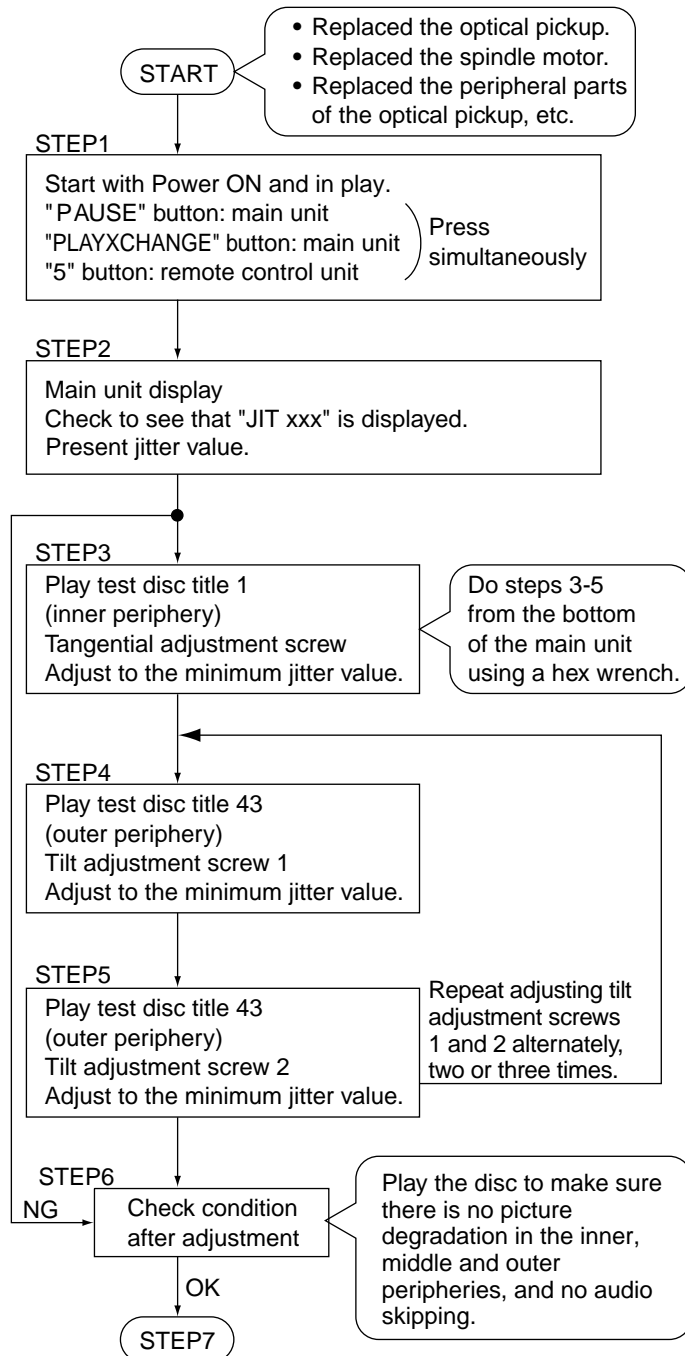 • Replaced the optical pickup.
• Replaced the spindle motor.
• Replaced the peripheral parts
of the optical pickup, etc.
START
STEP1
Start with Power ON and in play.
"PAUSE" button: main unit
"PLAYXCHANGE" button: main unit
"5" button: remote control unit
Press
simultaneously
STEP2
Main unit display
Check to see that "JIT xxx" is displayed.
Present jitter value.
STEP3
Play test disc title 1
(inner periphery)
Tangential adjustment screw
Adjust to the minimum jitter value.
Do steps 3-5
from the bottom
of the main unit
using a hex wrench.
STEP4
Play test disc title 43
(outer periphery)
Tilt adjustment screw 1
Adjust to the minimum jitter value.
STEP5
Play test disc title 43
(outer periphery)
Tilt adjustment screw 2
Adjust to the minimum jitter value.
Repeat adjusting tilt
adjustment screws
1 and 2 alternately,
two or three times.
STEP6
NG
Check condition
after adjustment
Play the disc to make sure
there is no picture
degradation in the inner,
middle and outer
peripheries, and no audio
skipping.
OK
STEP7